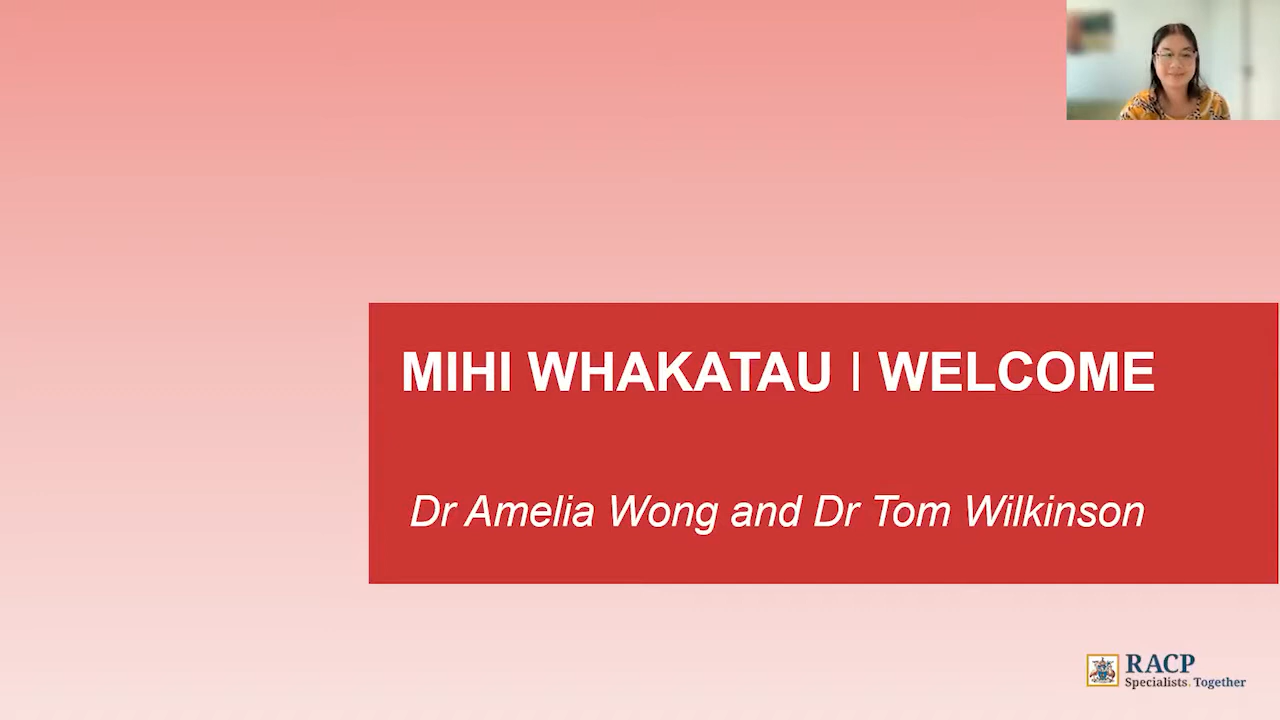 MIHI WHAKATAU | WELCOME
Dr Amelia Wong and Dr Tom Wilkinson
RACP
Specialists. Together